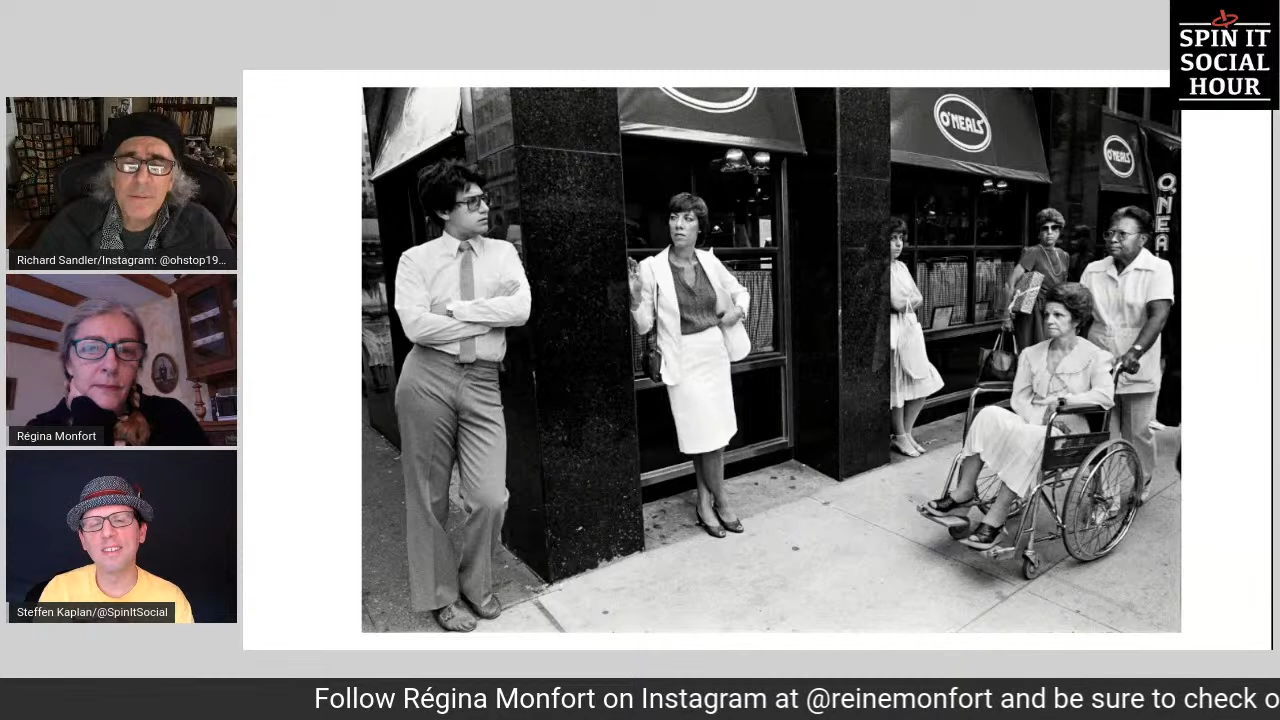 SPIN IT
SOCIAL
HOUR
O'NEALS'
O'NEALS'
Richard Sandler/Instagram: @ohstop19...
Régina Monfort
Steffen Kaplan/@SpinItSocial
Follow Régina Monfort on Instagram at @reinemonfort and be sure to check o